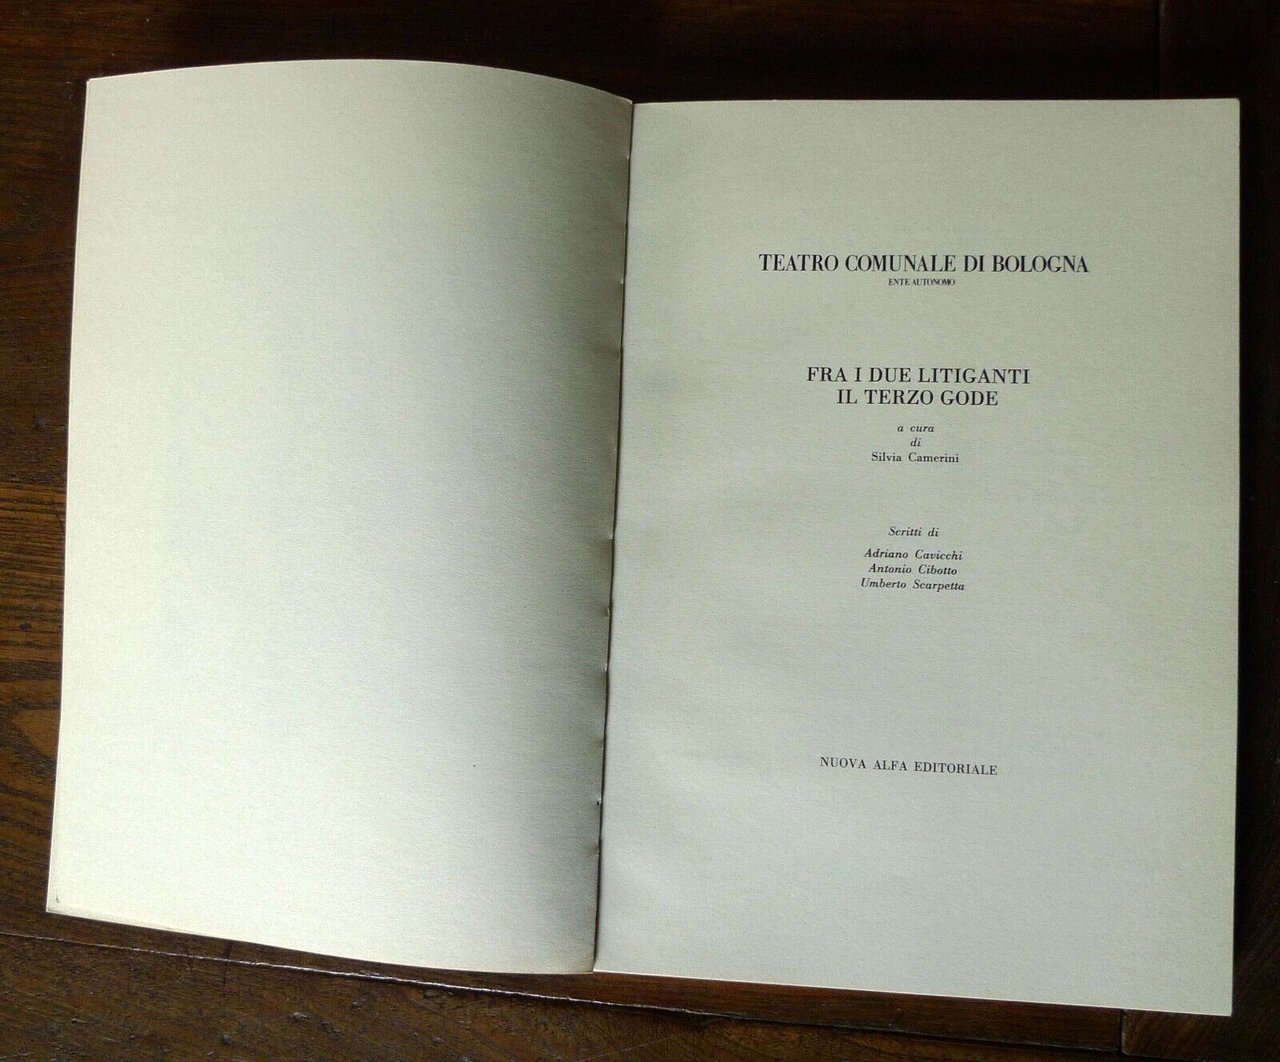 TEATRO COMUNALE DI BOLOGNA
ENTE AUTONOMO
FRA I DUE LITIGANTI
IL TERZO GODE
a cura
di
Silvia Camerini
Scritti di
Adriano Cavicchi
Antonio Cibotto
Umberto Scarpetta
NUOVA ALFA EDITORIALE